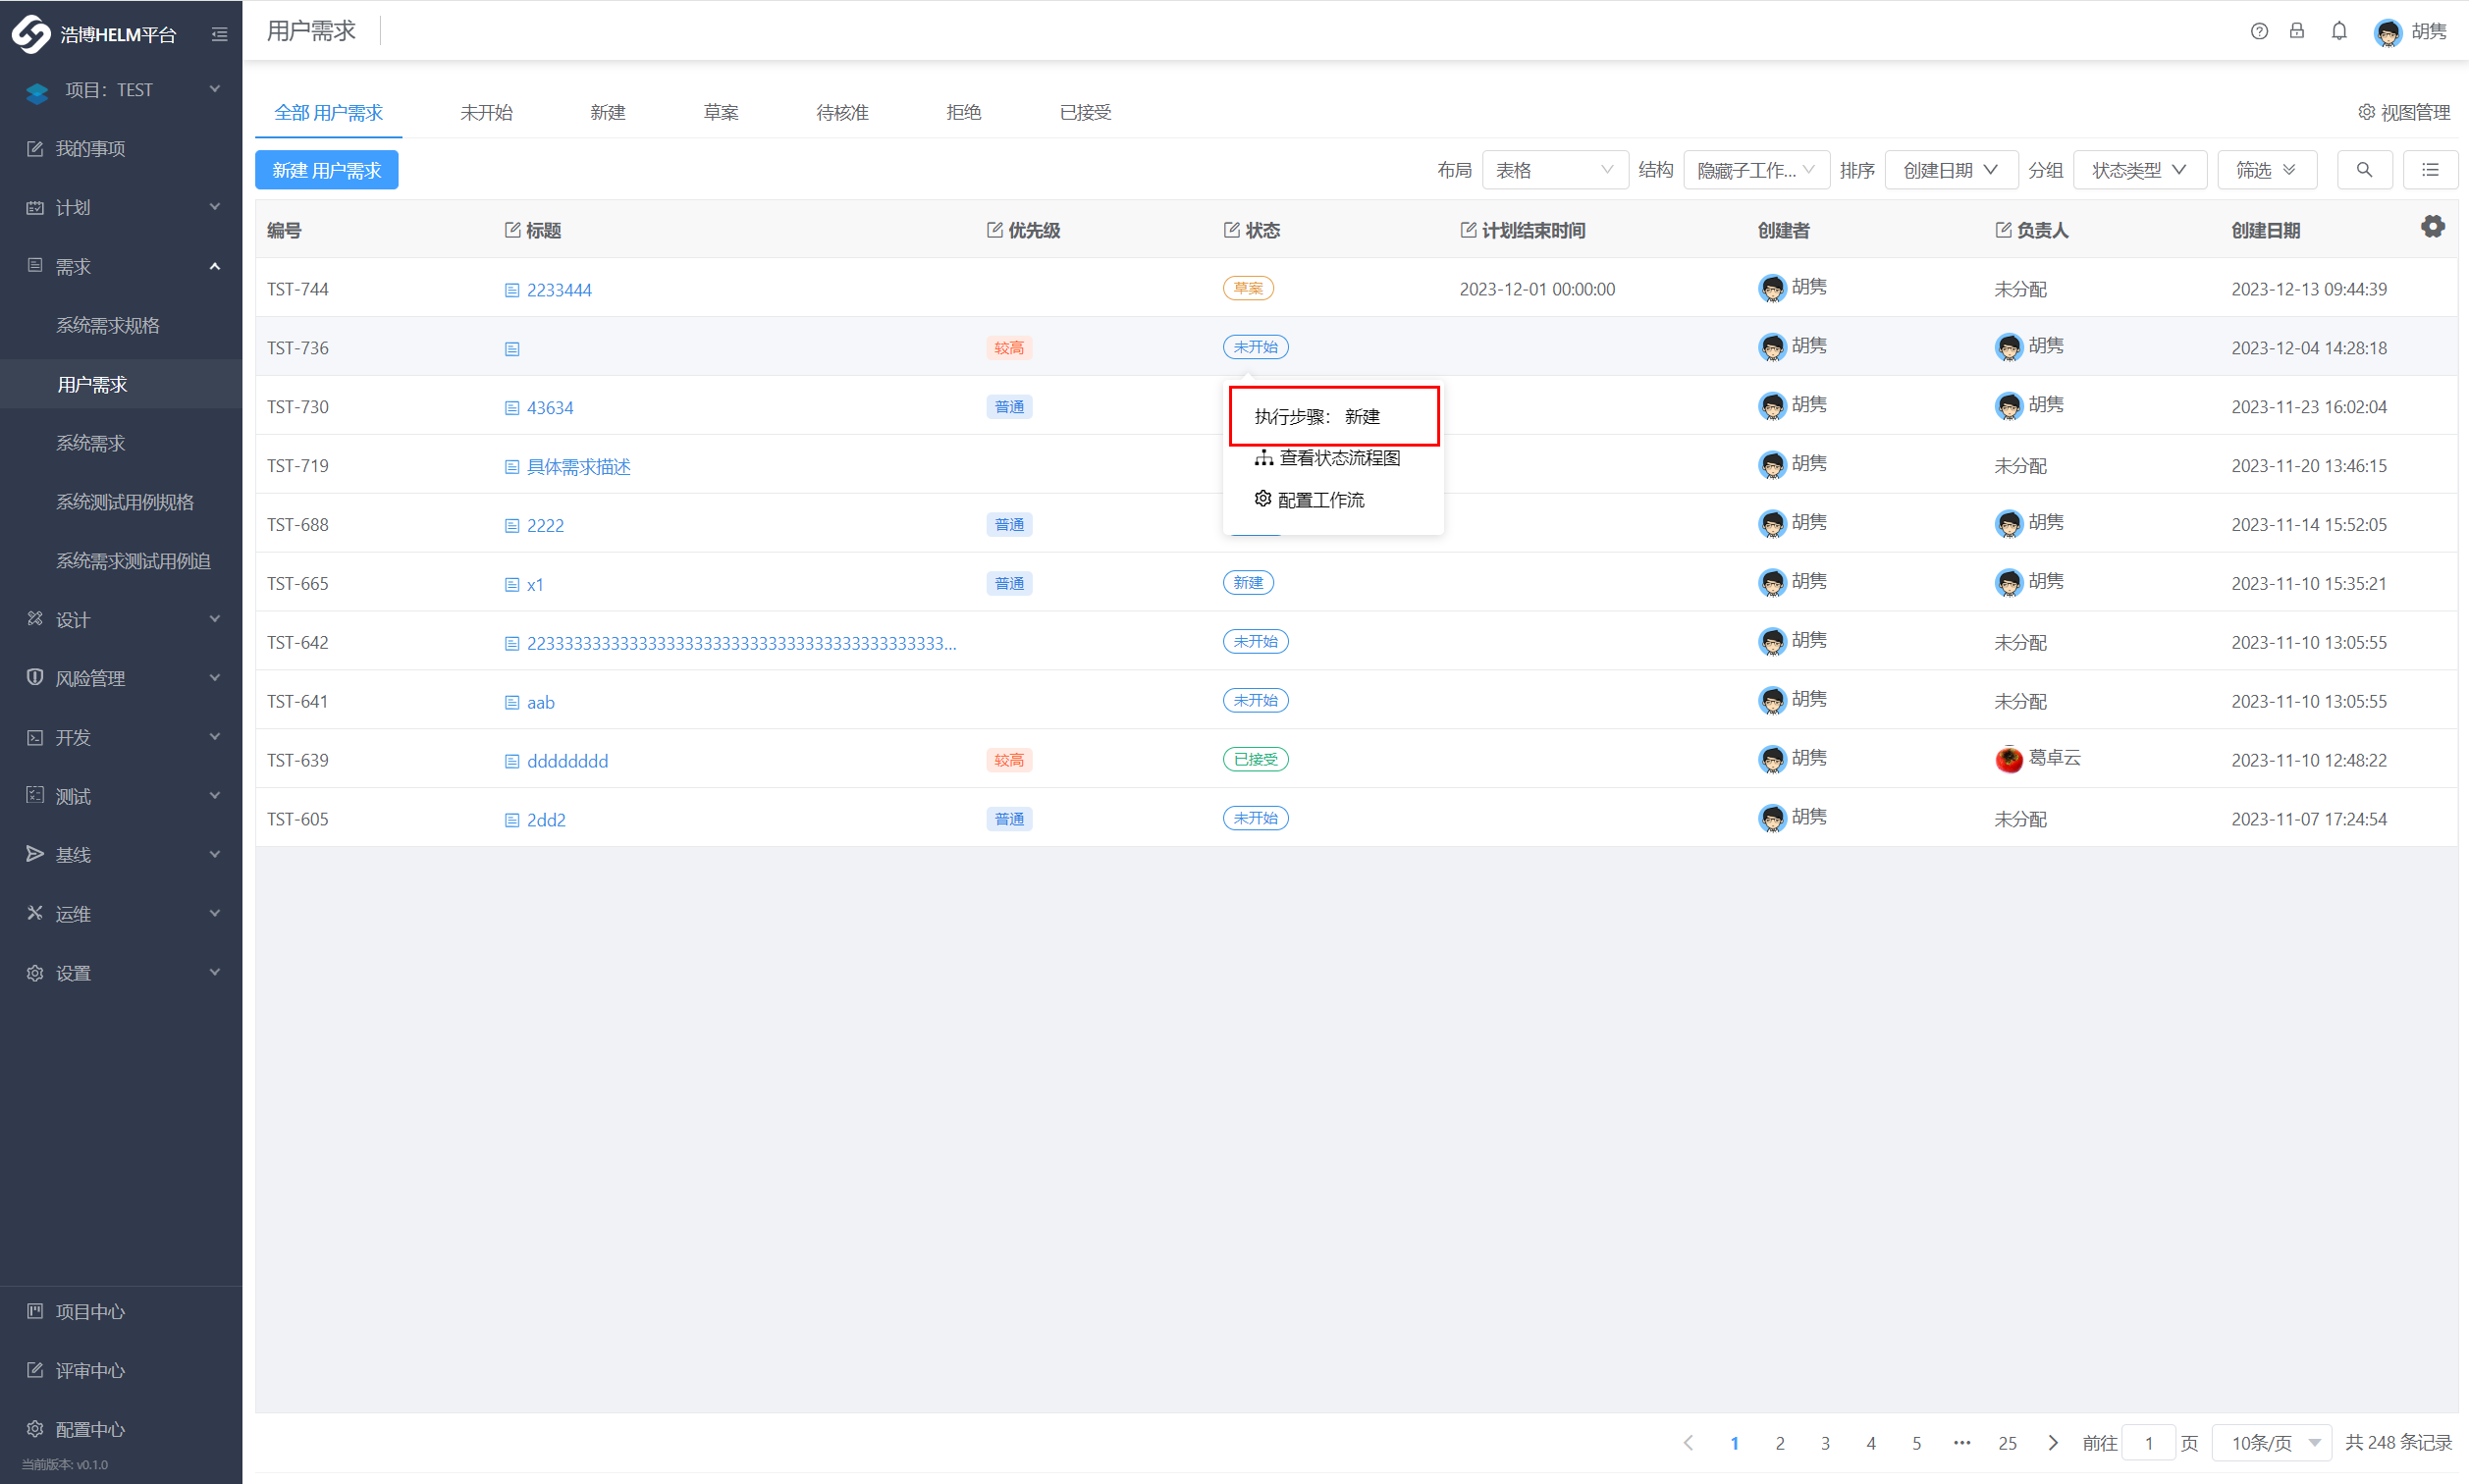 浩博HELM平台
项目：TEST
我的事项
计划
需求
系统需求规格
用户需求
系统需求
系统测试用例规格
系统需求测试用例追
设计
风险管理
开发
测试
基线
运维
设置
项目中心
评审中心
配置中心
当前版本: v0.1.0
用户需求
胡隽
全部 用户需求 未开始 新建 草案 待核准 拒绝 已接受 视图管理
新建 用户需求 布局 表格 结构 隐藏子工作... 排序 创建日期 分组 状态类型 筛选
编号 标题 优先级 状态 计划结束时间 创建者 负责人 创建日期
TST-744 2233444 草案 2023-12-01 00:00:00 胡隽 未分配 2023-12-13 09:44:39
TST-736 较高 未开始 胡隽 胡隽 2023-12-04 14:28:18
TST-730 43634 普通 胡隽 胡隽 2023-11-23 16:02:04
执行步骤： 新建
查看状态流程图
配置工作流
TST-719 具体需求描述 胡隽 未分配 2023-11-20 13:46:15
TST-688 2222 普通 胡隽 胡隽 2023-11-14 15:52:05
TST-665 x1 普通 新建 胡隽 胡隽 2023-11-10 15:35:21
TST-642 22333333333333333333333333333333333333333333... 未开始 胡隽 未分配 2023-11-10 13:05:55
TST-641 aab 未开始 胡隽 未分配 2023-11-10 13:05:55
TST-639 dddddddd 较高 已接受 胡隽 葛卓云 2023-11-10 12:48:22
TST-605 2dd2 普通 未开始 胡隽 未分配 2023-11-07 17:24:54
1 2 3 4 5 ••• 25 前往 1 页 10条/页 共 248 条记录